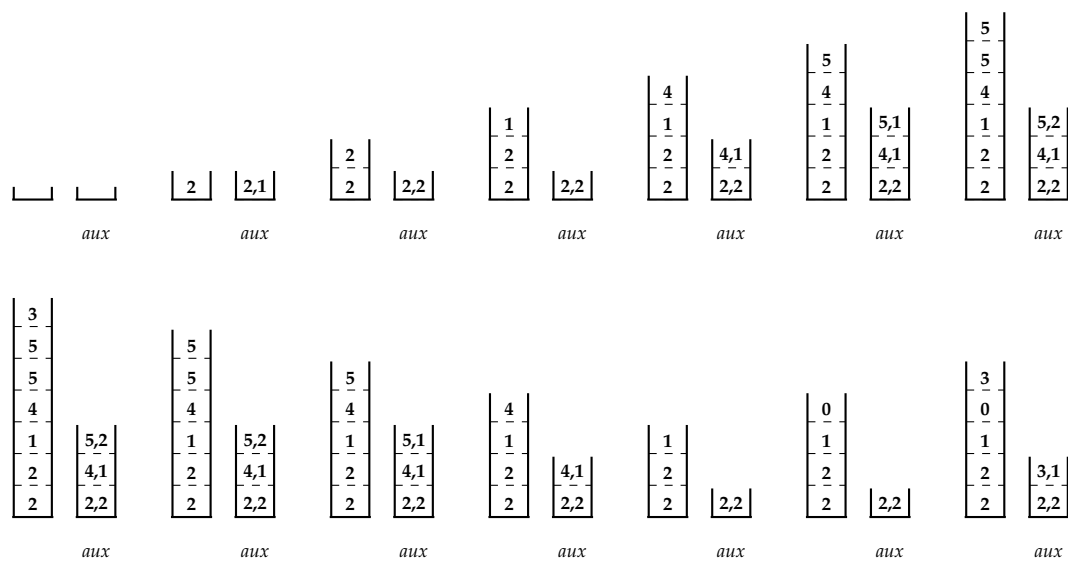 5
5 5
4 4 4
1 1 1 5,1 1 5,2
2 2 2 4,1 2 4,1 2 4,1
2 2,1 2 2,2 2 2,2 2 2,2 2 2,2 2 2,2
aux aux aux aux aux aux aux
3
5 5
5 5 5 3
4 4 4 4 0 0
1 5,2 1 5,2 1 5,1 1 1 1 1
2 4,1 2 4,1 2 4,1 2 4,1 2 2 2 3,1
2 2,2 2 2,2 2 2,2 2 2,2 2 2,2 2 2,2 2 2,2
aux aux aux aux aux aux aux